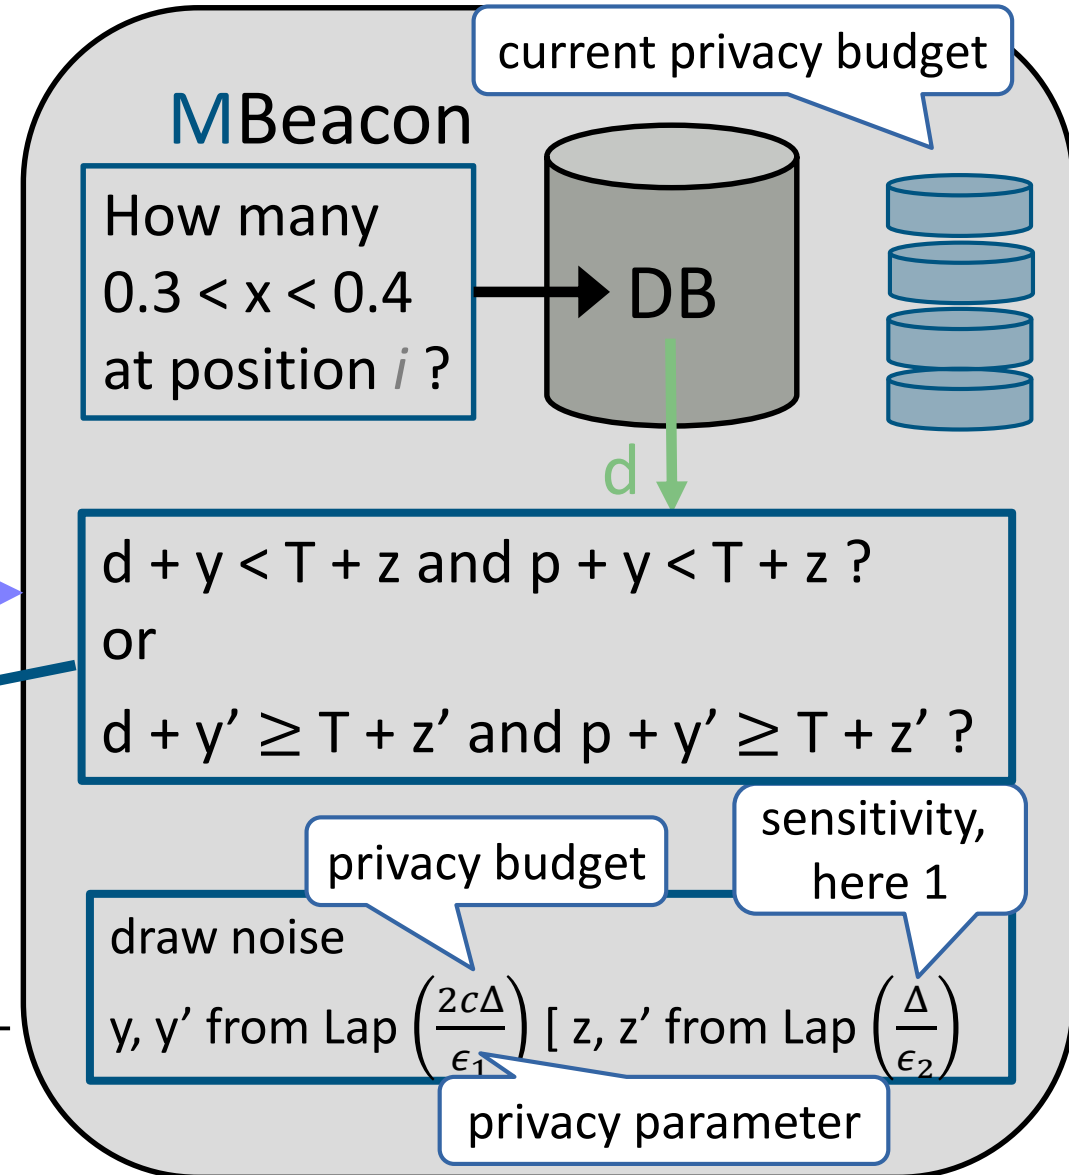 current privacy budget
MBeacon
How many
0.3 < x < 0.4
at position i ?
DB
d
d + y < T + z and p + y < T + z ?
or
d + y’ ≥ T + z’ and p + y’ ≥ T + z’ ?
sensitivity,
here 1
privacy budget
draw noise
y, y’ from Lap (2cΔ/ϵ₁) [ z, z’ from Lap (Δ/ϵ₂)
privacy parameter